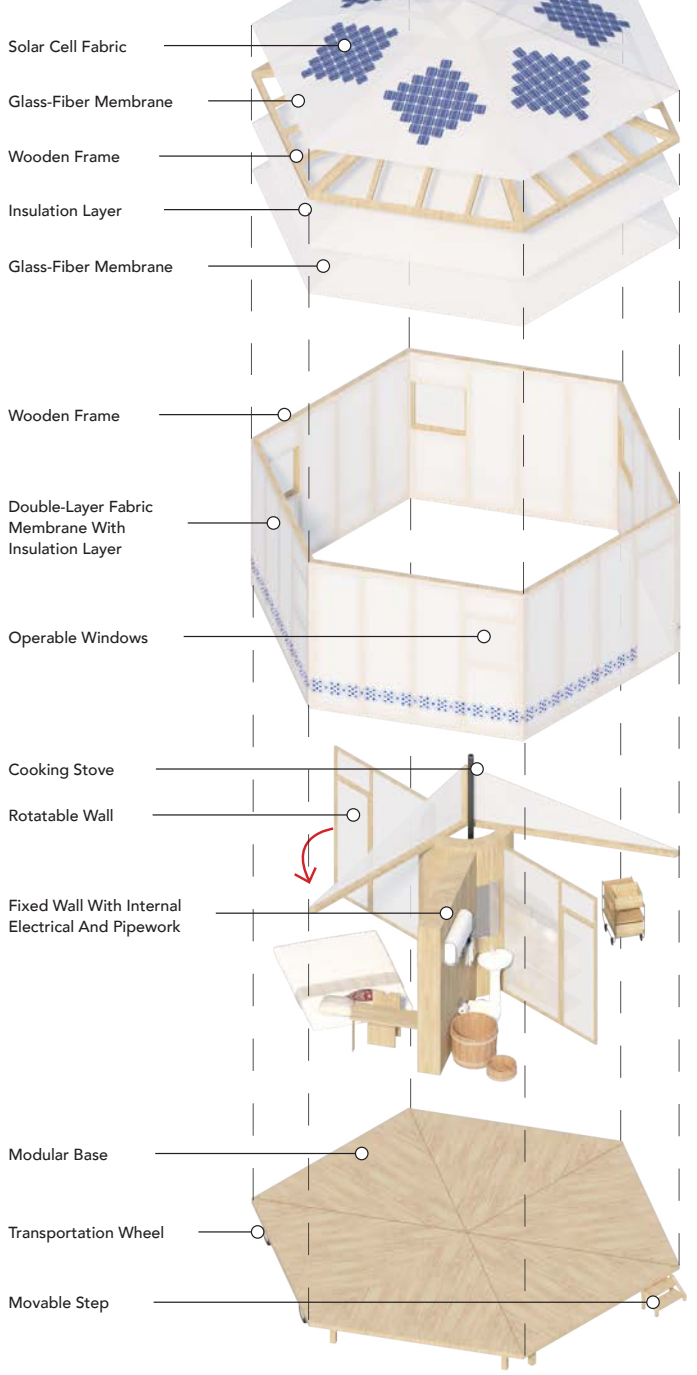 Solar Cell Fabric
Glass-Fiber Membrane
Wooden Frame
Insulation Layer
Glass-Fiber Membrane
Wooden Frame
Double-Layer Fabric
Membrane With
Insulation Layer
Operable Windows
Cooking Stove
Rotatable Wall
Fixed Wall With Internal
Electrical And Pipework
Modular Base
Transportation Wheel
Movable Step